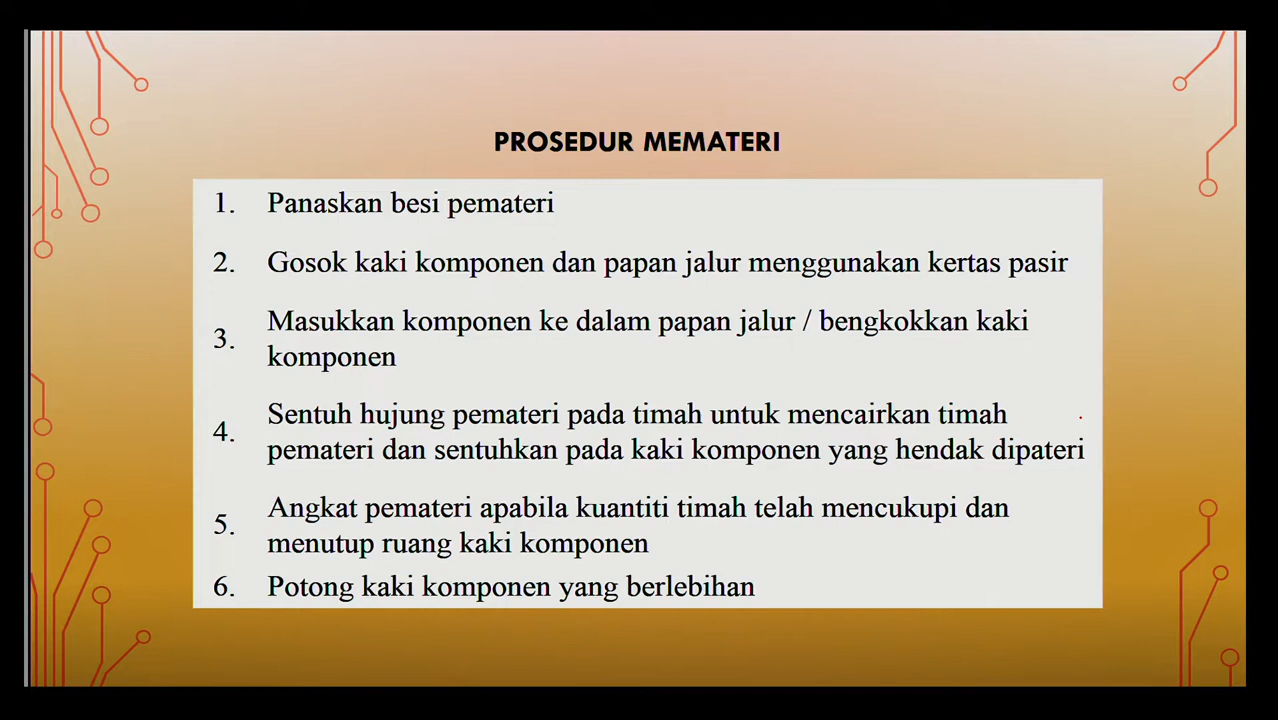 PROSEDUR MEMATERI
1. Panaskan besi pemateri
2. Gosok kaki komponen dan papan jalur menggunakan kertas pasir
3. Masukkan komponen ke dalam papan jalur / bengkokkan kaki
komponen
4. Sentuh hujung pemateri pada timah untuk mencairkan timah
pemateri dan sentuhkan pada kaki komponen yang hendak dipateri
5. Angkat pemateri apabila kuantiti timah telah mencukupi dan
menutup ruang kaki komponen
6. Potong kaki komponen yang berlebihan